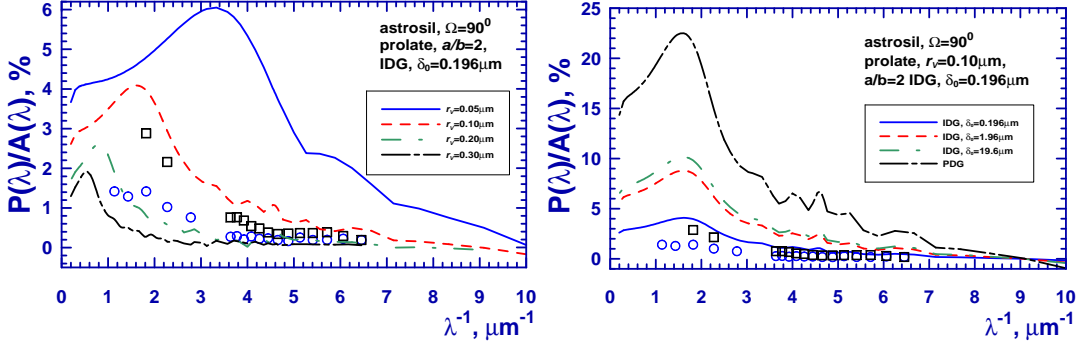 P(λ)/A(λ), %
6
5
4
3
2
1
0
astrosil, Ω=90⁰
prolate, a/b=2,
IDG, δ₀=0.196μm
rᵥ=0.05μm
rᵥ=0.10μm
rᵥ=0.20μm
rᵥ=0.30μm
0 1 2 3 4 5 6 7 8 9 10
λ⁻¹, μm⁻¹
P(λ)/A(λ), %
25
20
15
10
5
0
astrosil, Ω=90⁰
prolate, rᵥ=0.10μm,
a/b=2 IDG, δ₀=0.196μm
IDG, δ₀=0.196μm
IDG, δ₀=1.96μm
IDG, δ₀=19.6μm
PDG
0 1 2 3 4 5 6 7 8 9 10
λ⁻¹, μm⁻¹